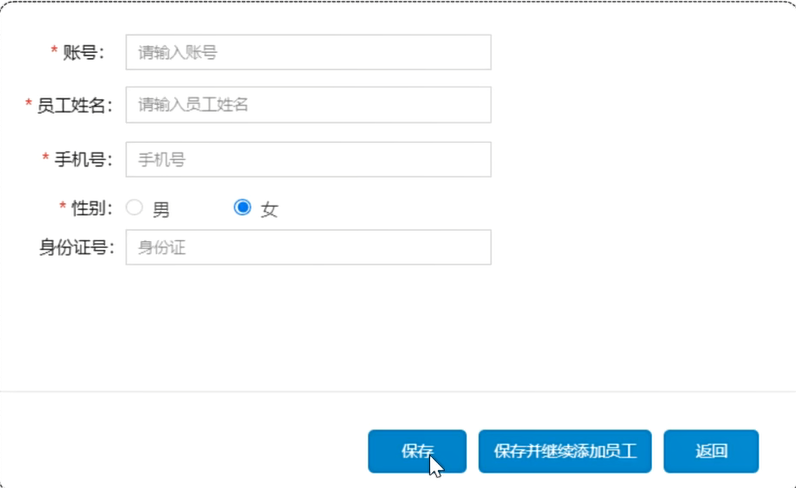 * 账号： 请输入账号
* 员工姓名： 请输入员工姓名
* 手机号： 手机号
* 性别： 男 女
身份证号： 身份证
保存 保存并继续添加员工 返回